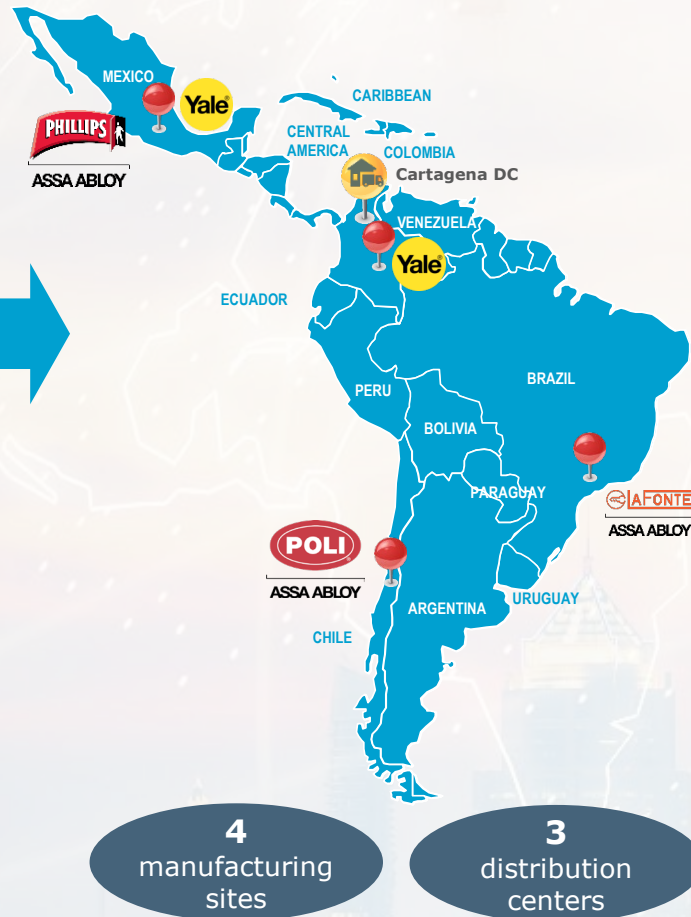 MEXICO
Yale
CARIBBEAN
PHILLIPS
ASSA ABLOY
CENTRAL
AMERICA
COLOMBIA
Cartagena DC
VENEZUELA
Yale
ECUADOR
BRAZIL
PERU
BOLIVIA
PARAGUAY
LAFONTE
ASSA ABLOY
POLI
ASSA ABLOY
ARGENTINA
URUGUAY
CHILE
4
manufacturing
sites
3
distribution
centers